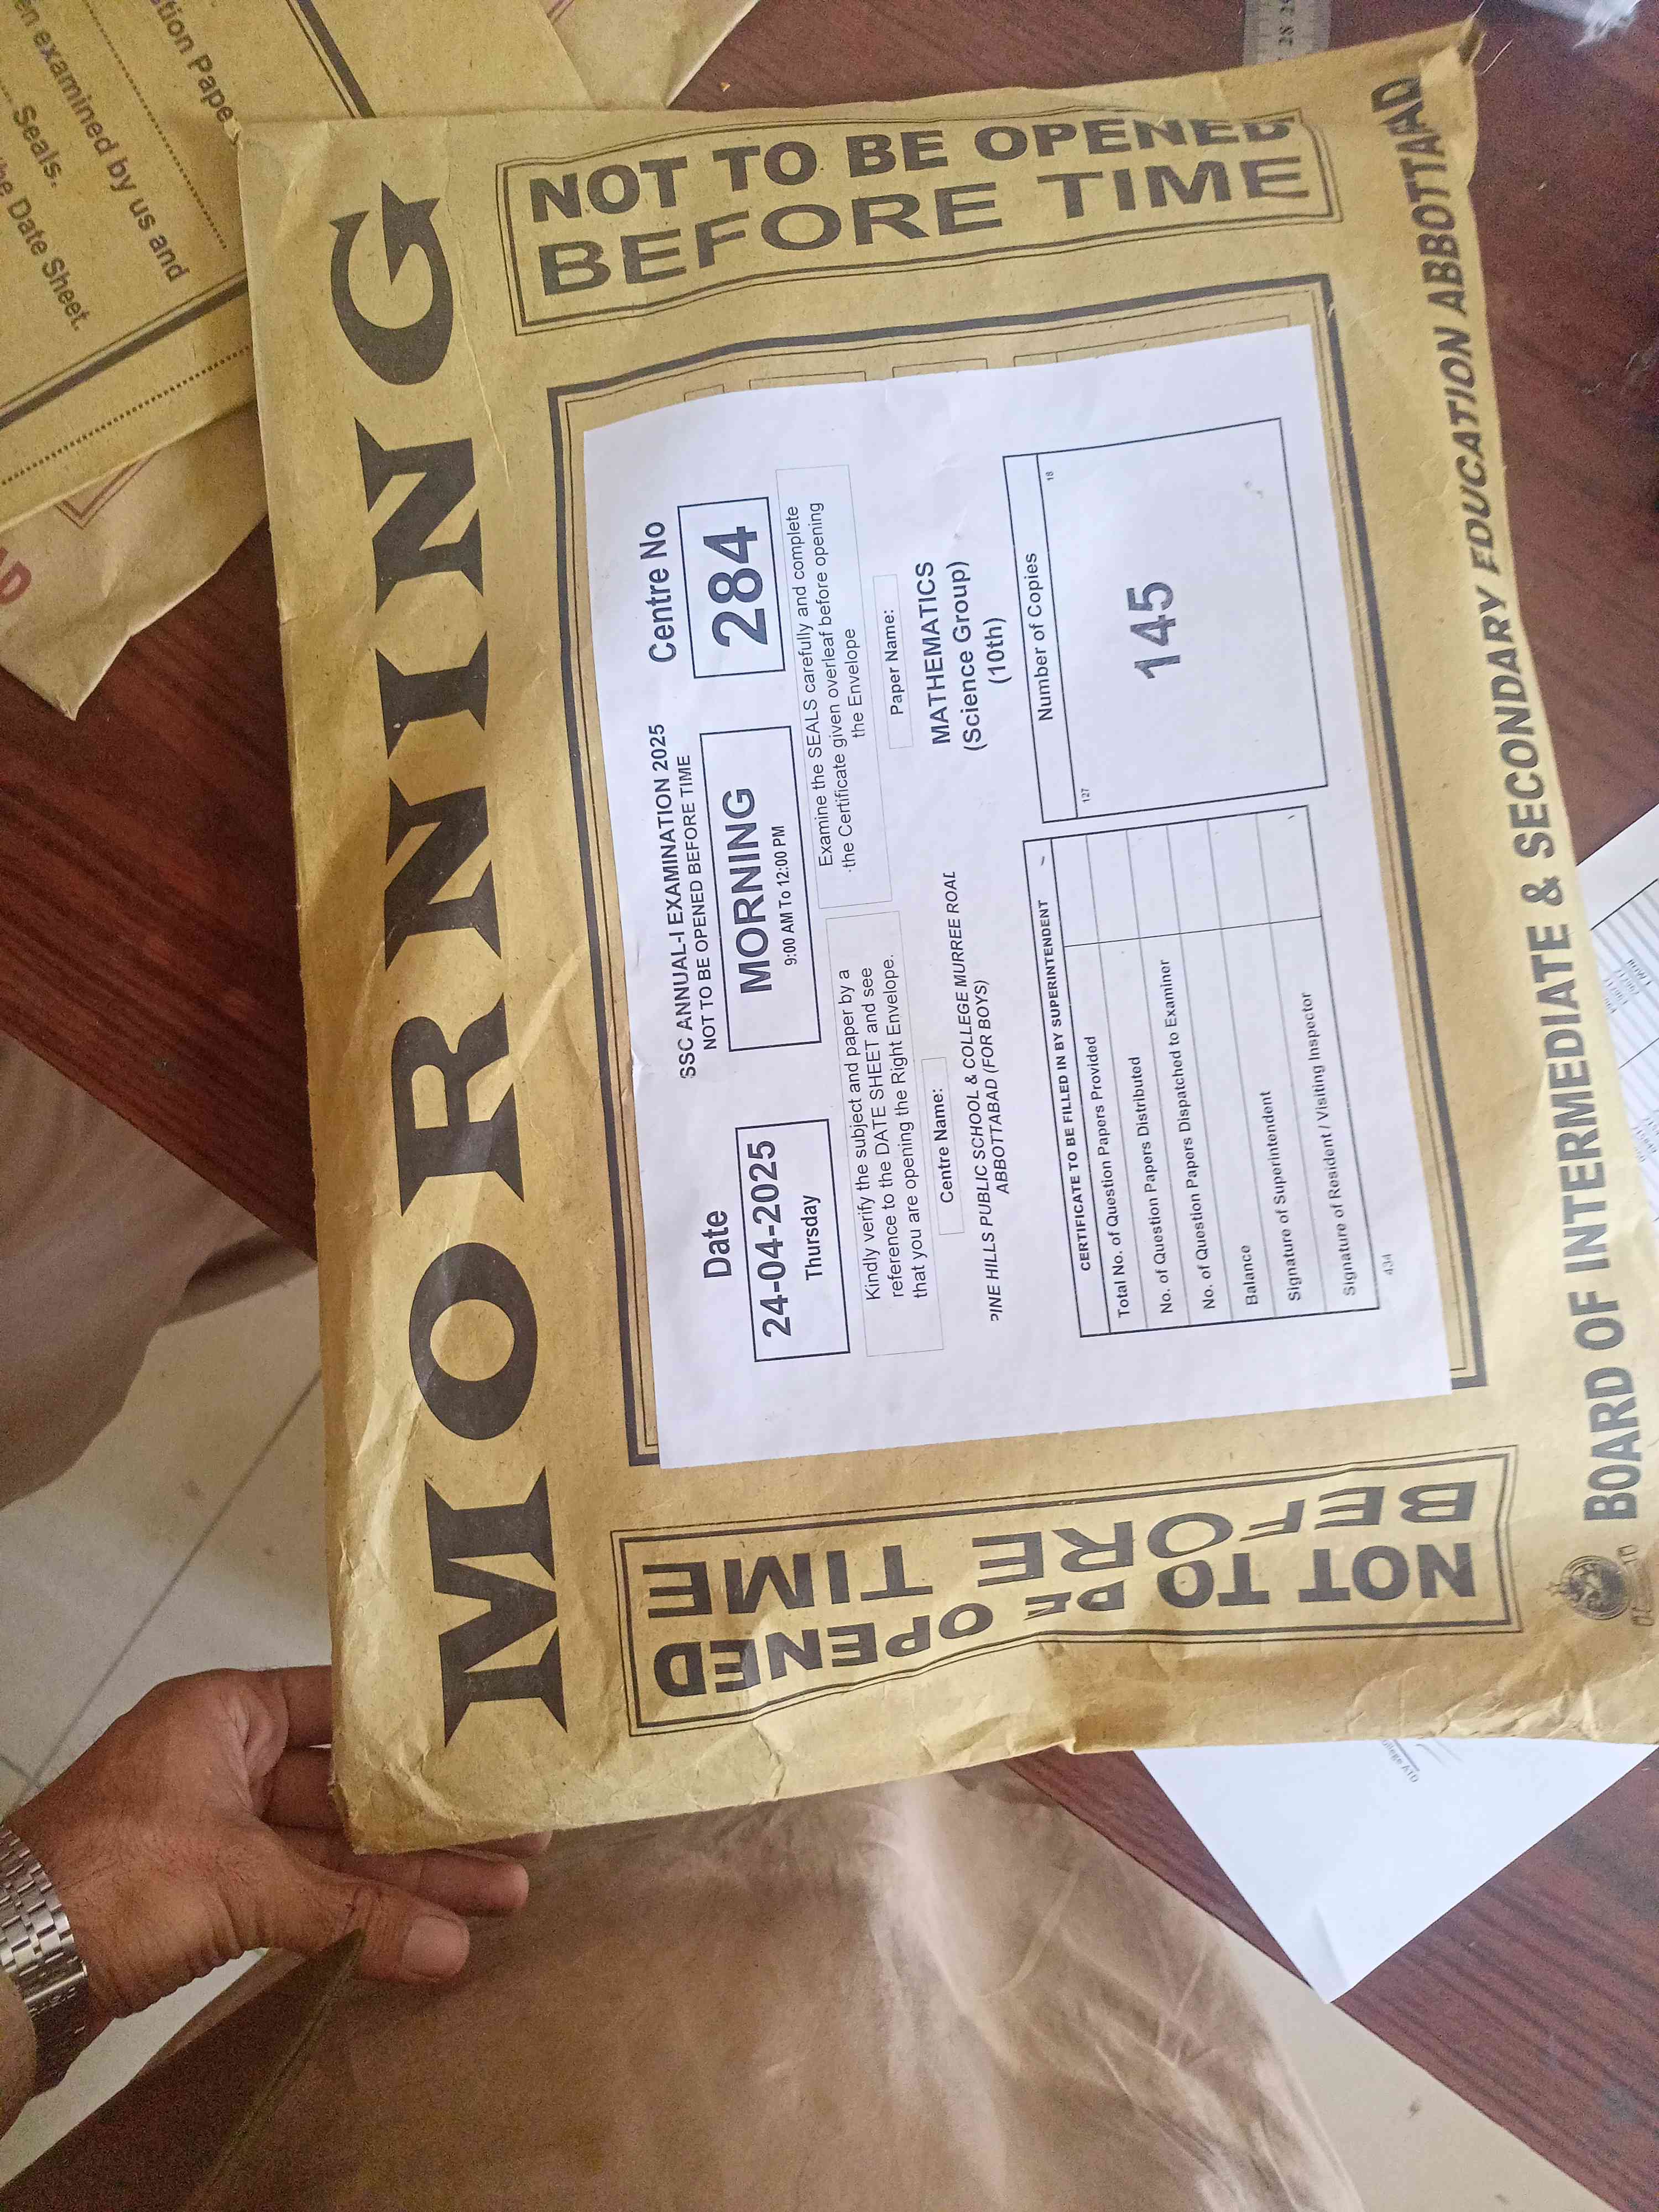 MORNING
NOT TO BE OPENED
BEFORE TIME
NOT TO BE OPENED
BEFORE TIME
SSC ANNUAL-I EXAMINATION 2025
NOT TO BE OPENED BEFORE TIME
Date
24-04-2025
Thursday
MORNING
9:00 AM To 12:00 PM
Centre No
284
Kindly verify the subject and paper by a
reference to the DATE SHEET and see
that you are opening the Right Envelope.
Examine the SEALS carefully and complete
the Certificate given overleaf before opening
the Envelope
Centre Name:
PINE HILLS PUBLIC SCHOOL & COLLEGE MURREE ROAD
ABBOTTABAD (FOR BOYS)
Paper Name:
MATHEMATICS
(Science Group)
(10th)
CERTIFICATE TO BE FILLED IN BY SUPERINTENDENT
Total No. of Question Papers Provided
No. of Question Papers Distributed
No. of Question Papers Dispatched to Examiner
Balance
Signature of Superintendent
Signature of Resident / Visiting Inspector
434
Number of Copies
127 18
145
BOARD OF INTERMEDIATE & SECONDARY EDUCATION ABBOTTABAD
tion Pape
en examined by us and
Seals.
he Date Sheet.
AD
28 29